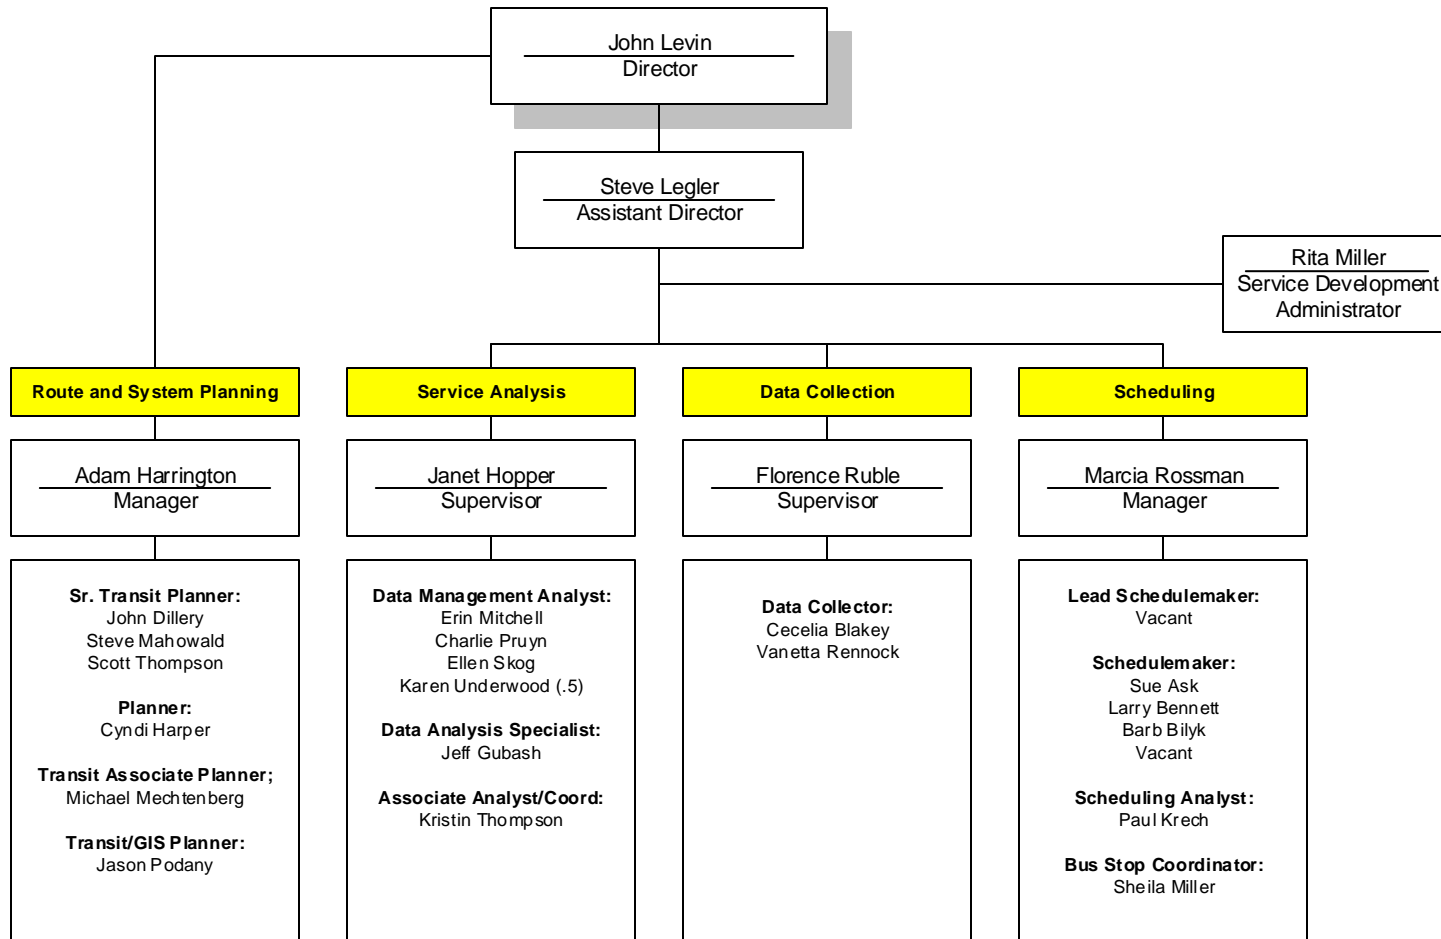 John Levin
Director
Steve Legler
Assistant Director
Rita Miller
Service Development
Administrator
Route and System Planning
Adam Harrington
Manager
Sr. Transit Planner:
John Dillery
Steve Mahowald
Scott Thompson
Planner:
Cyndi Harper
Transit Associate Planner;
Michael Mechtenberg
Transit/GIS Planner:
Jason Podany
Service Analysis
Janet Hopper
Supervisor
Data Management Analyst:
Erin Mitchell
Charlie Pruyn
Ellen Skog
Karen Underwood (.5)
Data Analysis Specialist:
Jeff Gubash
Associate Analyst/Coord:
Kristin Thompson
Data Collection
Florence Ruble
Supervisor
Data Collector:
Cecelia Blakey
Vanetta Rennock
Scheduling
Marcia Rossman
Manager
Lead Schedulemaker:
Vacant
Schedulemaker:
Sue Ask
Larry Bennett
Barb Bilyk
Vacant
Scheduling Analyst:
Paul Krech
Bus Stop Coordinator:
Sheila Miller